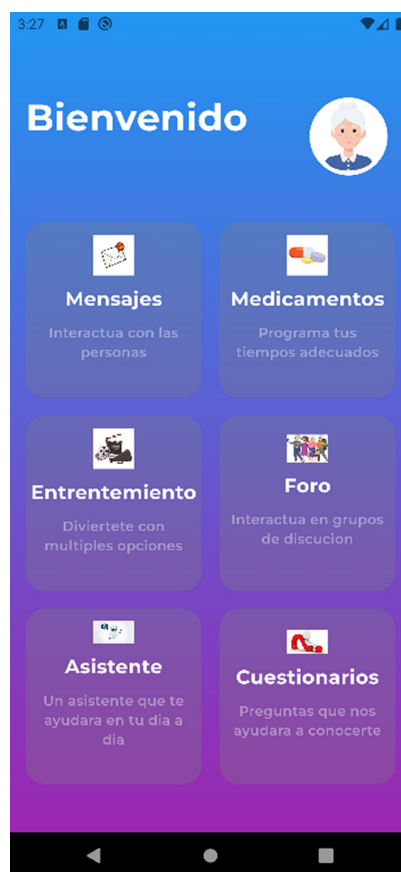 3:27
Bienvenido
Mensajes
Interactua con las
personas
Medicamentos
Programa tus
tiempos adecuados
Entrentemiento
Diviertete con
multiples opciones
Foro
Interactua en grupos
de discucion
Asistente
Un asistente que te
ayudara en tu dia a
dia
Cuestionarios
Preguntas que nos
ayudara a conocerte